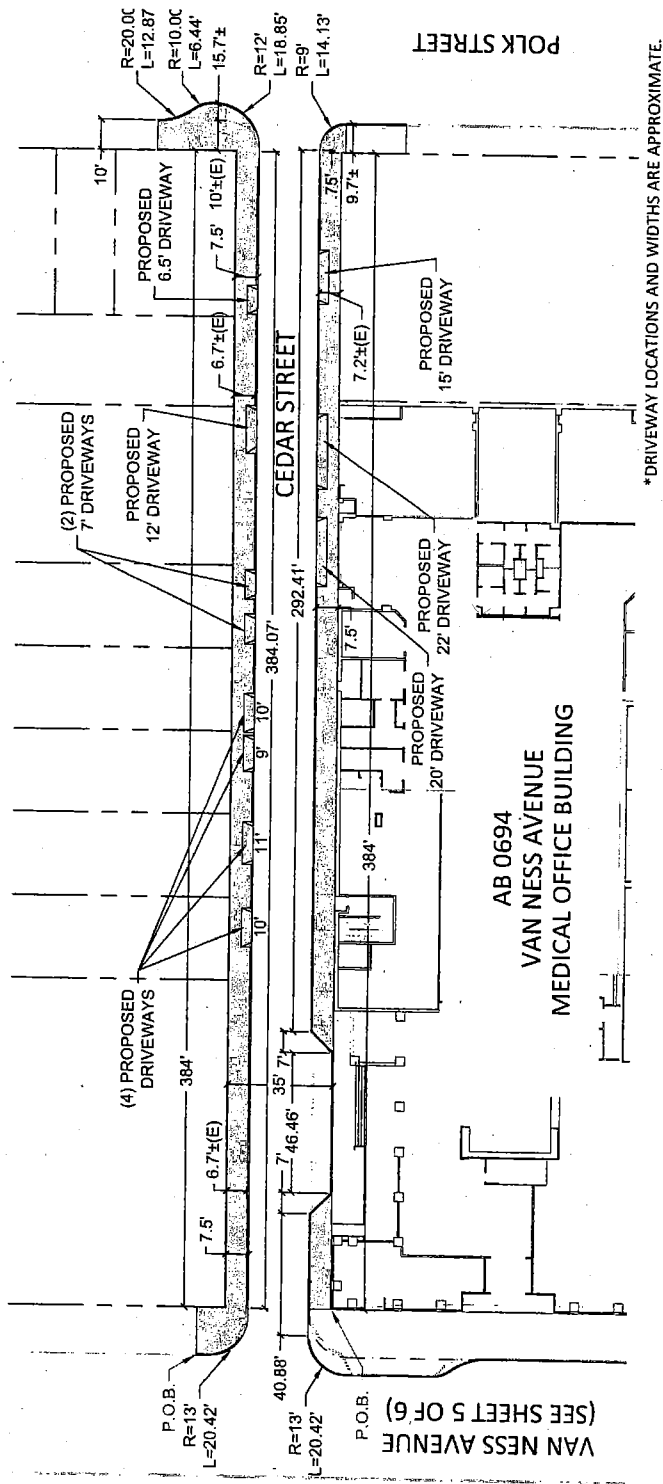 POLK STREET
R=20.00
L=12.87
R=10.00
L=6.44'
15.7'±
R=12'
L=18.85'
R=9'
L=14.13'
10'
10'±(E)
PROPOSED
6.5' DRIVEWAY
7.5'
6.7'±(E)
7.5'
9.7'±
7.2'±(E)
PROPOSED
15' DRIVEWAY
CEDAR STREET
PROPOSED
12' DRIVEWAY
(2) PROPOSED
7' DRIVEWAYS
292.41'
384.07'
7.5'
PROPOSED
22' DRIVEWAY
PROPOSED
20' DRIVEWAY
10'
9'
11'
10'
(4) PROPOSED
DRIVEWAYS
384'
384'
AB 0694
VAN NESS AVENUE
MEDICAL OFFICE BUILDING
7'
35'
46.46'
7'
6.7'±(E)
7.5'
40.88'
P.O.B.
R=13'
L=20.42'
R=13'
L=20.42'
P.O.B.
VAN NESS AVENUE
(SEE SHEET 5 OF 6)
*DRIVEWAY LOCATIONS AND WIDTHS ARE APPROXIMATE.